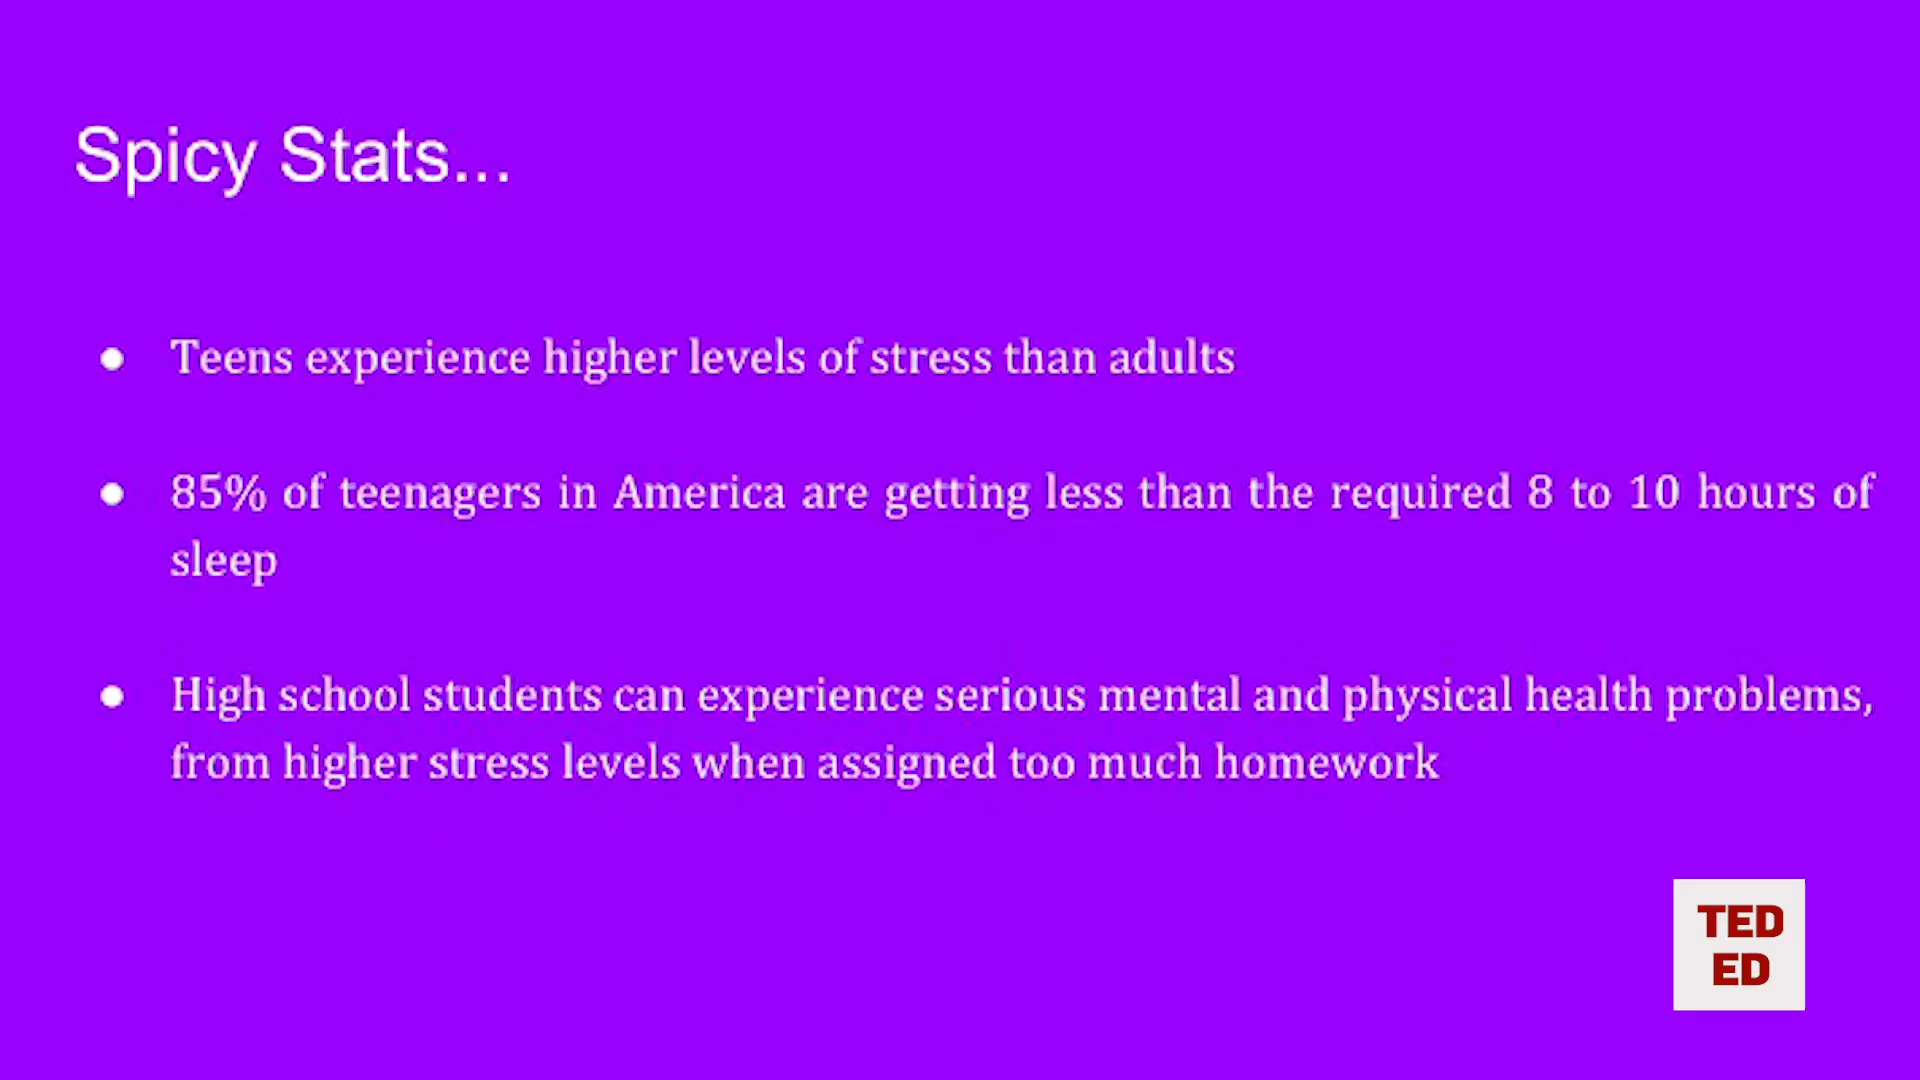 Spicy Stats...
● Teens experience higher levels of stress than adults
● 85% of teenagers in America are getting less than the required 8 to 10 hours of
sleep
● High school students can experience serious mental and physical health problems,
from higher stress levels when assigned too much homework
TED
ED